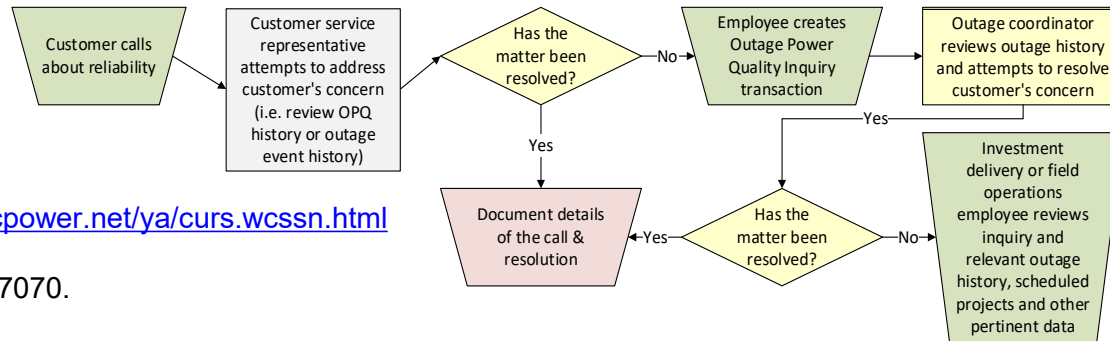 Customer calls
about reliability
Customer service
representative
attempts to address
customer's concern
(i.e. review OPQ
history or outage
event history)
Has the
matter been
resolved?
No
Yes
Employee creates
Outage Power
Quality Inquiry
transaction
Outage coordinator
reviews outage history
and attempts to resolve
customer's concern
Yes
Document details
of the call &
resolution
Yes
Has the
matter been
resolved?
No
Investment
delivery or field
operations
employee reviews
inquiry and
relevant outage
history, scheduled
projects and other
pertinent data
cpower.net/ya/curs.wcssn.html
7070.